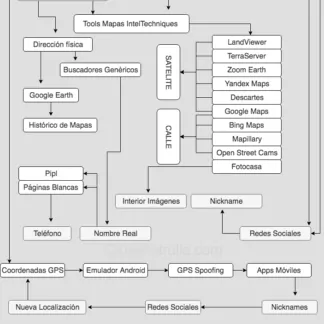 Tools Mapas IntelTechniques
Dirección física
Buscadores Genéricos
Google Earth
Histórico de Mapas
SATELITE
CALLE
LandViewer
TerraServer
Zoom Earth
Yandex Maps
Descartes
Google Maps
Bing Maps
Mapillary
Open Street Cams
Fotocasa
Pipl
Páginas Blancas
Interior Imágenes
Nickname
Teléfono
Nombre Real
Redes Sociales
Coordenadas GPS
Emulador Android
GPS Spoofing
Apps Móviles
Nueva Localización
Redes Sociales
Nicknames